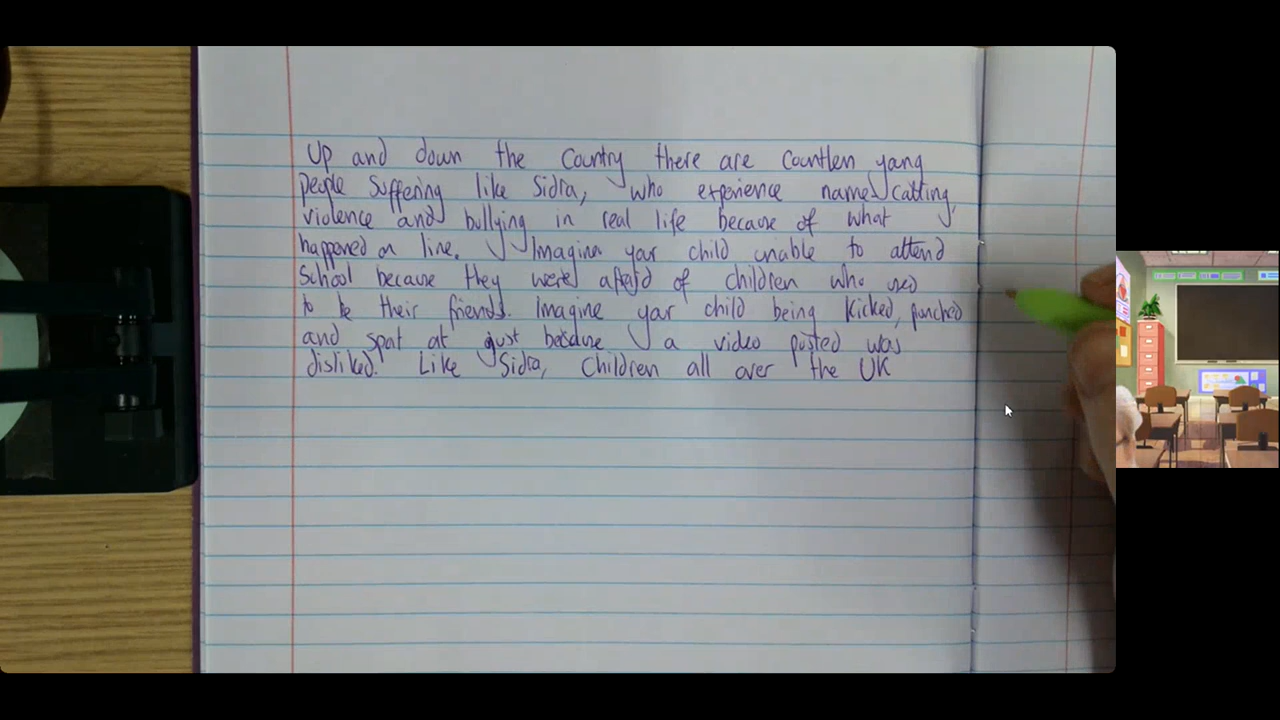 Up and down the Country there are Countless young
people suffering like Sidra, who experience name calling,
violence and bullying in real life because of what
happened on line. Imagine your child unable to attend
School because they were afraid of children who used
to be their friends. Imagine your child being kicked, punched
and spat at just because a video posted was
disliked. Like Sidra, Children all over the UK